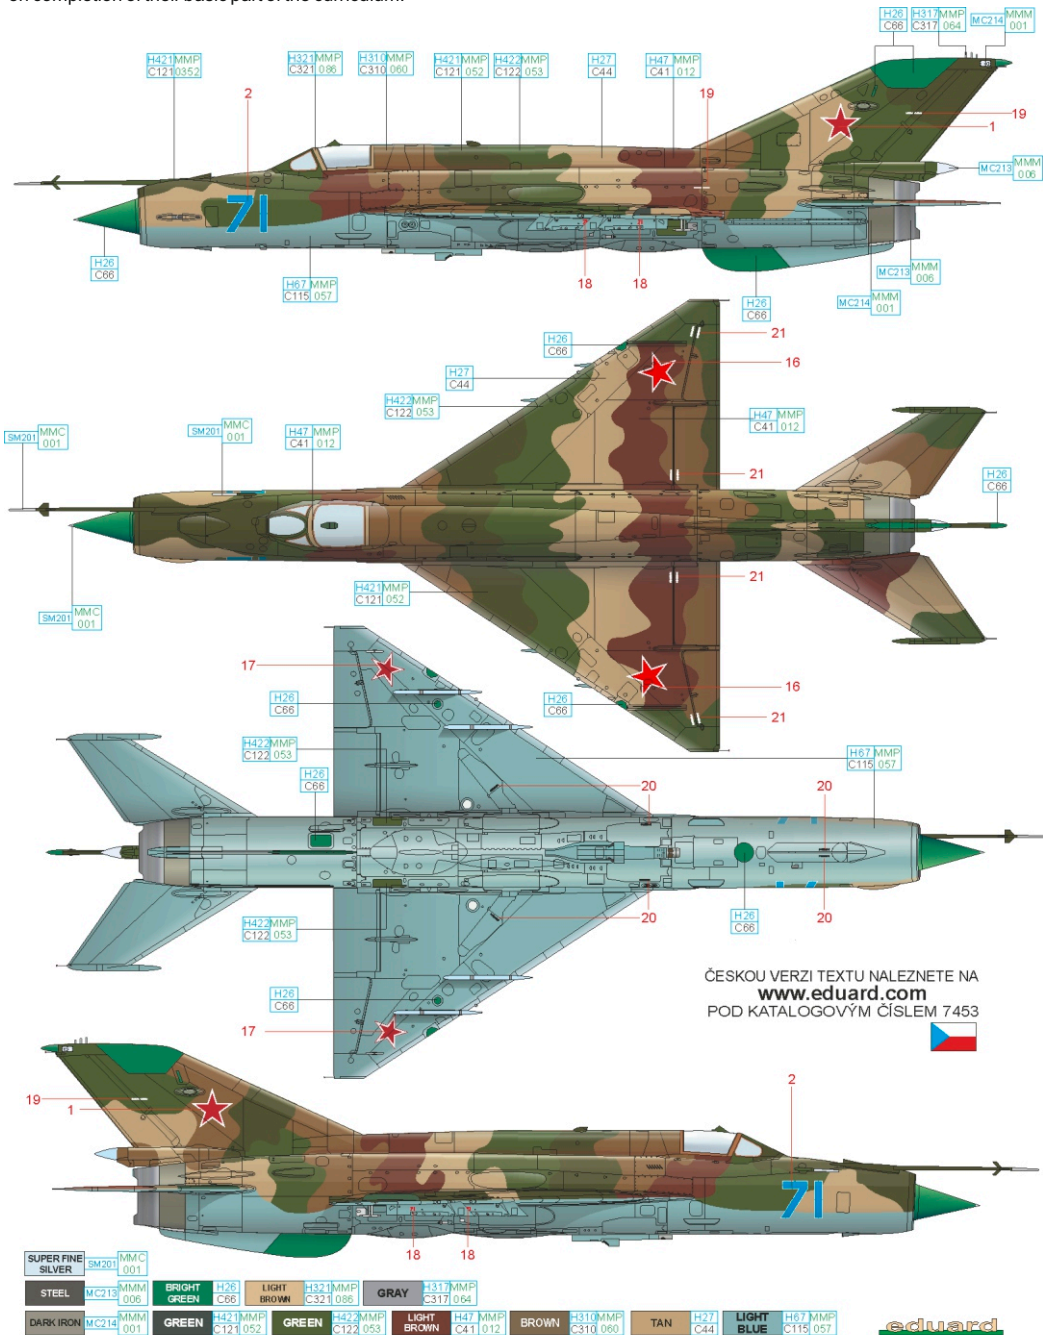 on completion of their basic part of the curriculum.
H421 MMP
C121 0352
H321 MMP
C321 086
H310 MMP
C310 060
H421 MMP
C121 052
H422 MMP
C122 053
H27
C44
H47 MMP
C41 012
H26
C66
H317 MMP
C317 064
MC214 MMM
001
2
19
1
19
71
MC213 MMM
006
H26
C66
H67 MMP
C115 057
18
18
H26
C66
MC214 MMM
001
MC213 MMM
006
H26
C66
21
16
H27
C44
H422 MMP
C122 053
H47 MMP
C41 012
SM201 MMC
001
SM201 MMC
001
H47 MMP
C41 012
21
H26
C66
21
H421 MMP
C121 052
SM201 MMC
001
17
16
H26
C66
H26
C66
21
H422 MMP
C122 053
H67 MMP
C115 057
H26
C66
20
20
20
20
H422 MMP
C122 053
H26
C66
H26
C66
17
ČESKOU VERZI TEXTU NALEZNETE NA
www.eduard.com
POD KATALOGOVÝM ČÍSLEM 7453
19
1
2
71
18
18
SUPER FINE SILVER SM201 MMC 001
STEEL MC213 MMM 006
BRIGHT GREEN H26 C66
LIGHT BROWN H321 MMP C321 086
GRAY H317 MMP C317 064
DARK IRON MC214 MMM 001
GREEN H421 MMP C121 052
GREEN H422 MMP C122 053
LIGHT BROWN H47 MMP C41 012
BROWN H310 MMP C310 060
TAN H27 C44
LIGHT BLUE H67 MMP C115 057
eduard